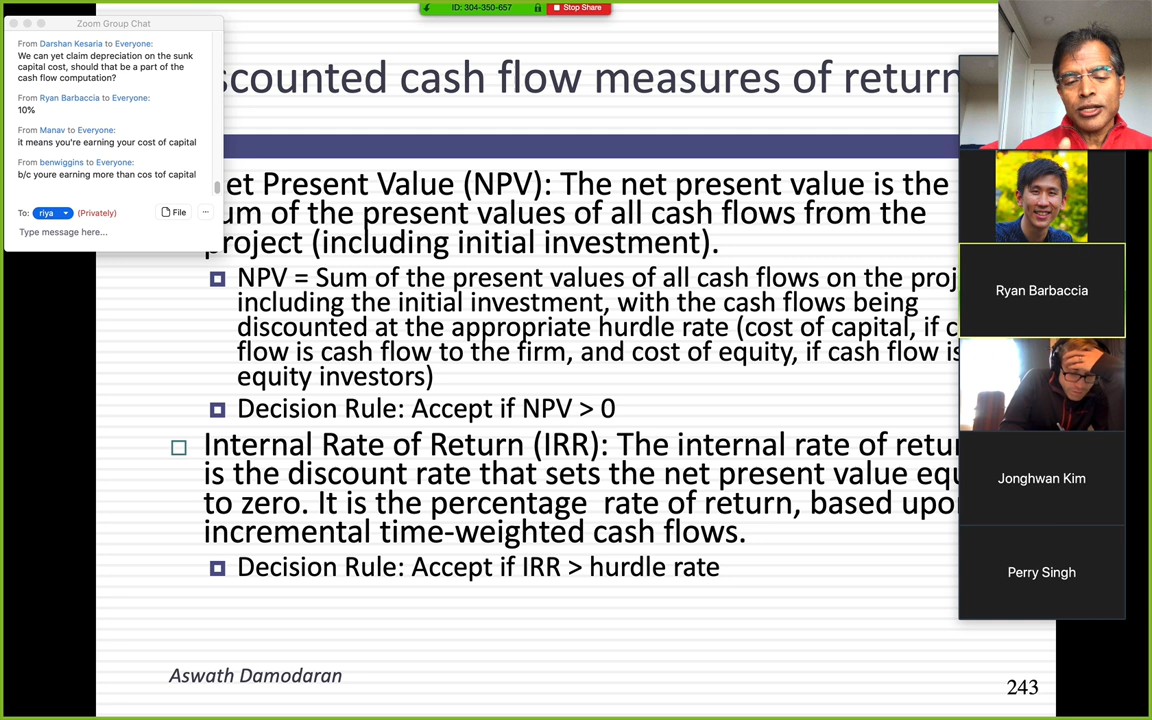 ID: 304-350-657
Stop Share
Zoom Group Chat
From Darshan Kesaria to Everyone:
We can yet claim depreciation on the sunk
capital cost, should that be a part of the
cash flow computation?
From Ryan Barbaccia to Everyone:
10%
From Manav to Everyone:
it means you're earning your cost of capital
From benwiggins to Everyone:
b/c youre earning more than cos tof capital
To: riya (Privately)
File
...
Type message here...
scounted cash flow measures of return
et Present Value (NPV): The net present value is the
um of the present values of all cash flows from the
project (including initial investment).
NPV = Sum of the present values of all cash flows on the proj
including the initial investment, with the cash flows being
discounted at the appropriate hurdle rate (cost of capital, if c
flow is cash flow to the firm, and cost of equity, if cash flow is
equity investors)
Decision Rule: Accept if NPV > 0
Internal Rate of Return (IRR): The internal rate of retu
is the discount rate that sets the net present value equ
to zero. It is the percentage rate of return, based upo
incremental time-weighted cash flows.
Decision Rule: Accept if IRR > hurdle rate
Aswath Damodaran
243
Ryan Barbaccia
Jonghwan Kim
Perry Singh